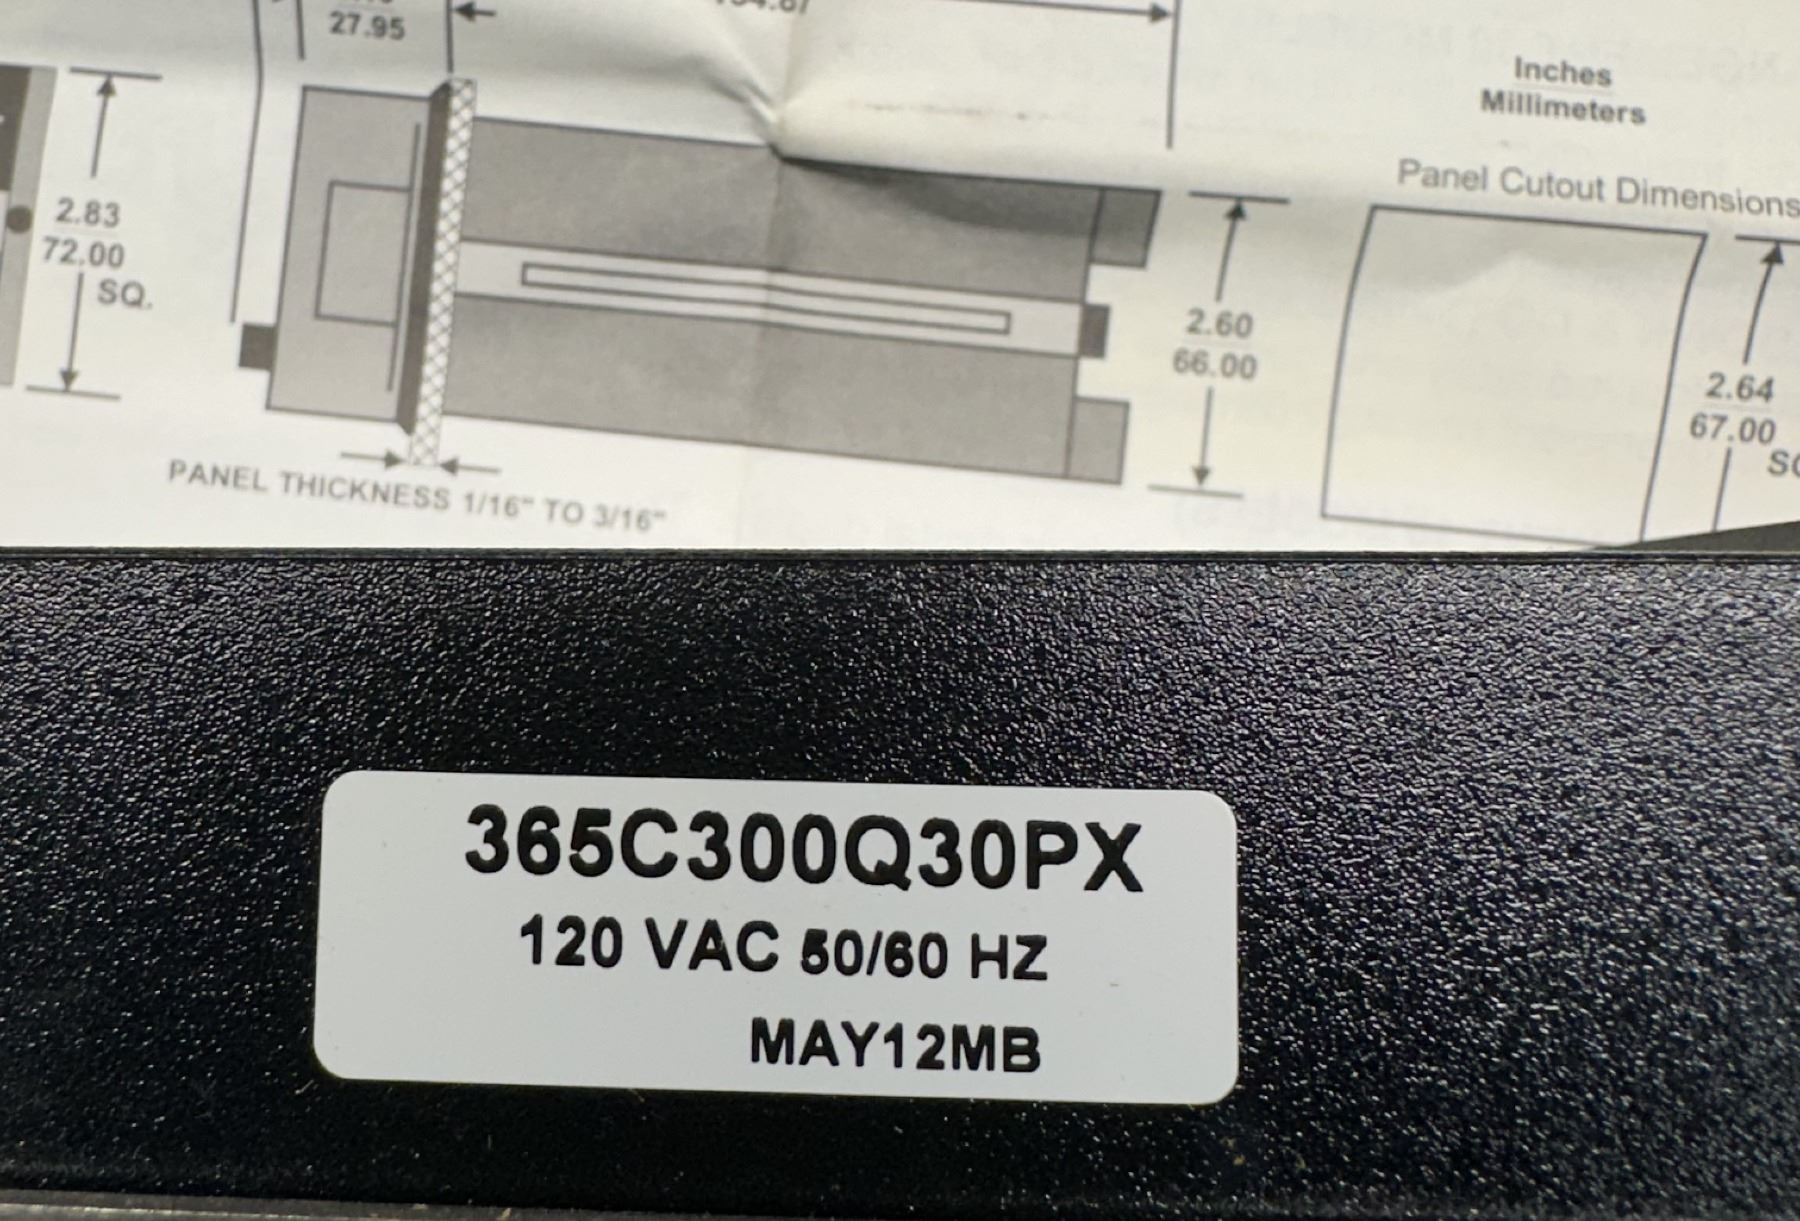 27.95
Inches
Millimeters
Panel Cutout Dimensions
2.83
72.00
SQ.
2.60
66.00
2.64
67.00
PANEL THICKNESS 1/16" TO 3/16"
365C300Q30PX
120 VAC 50/60 HZ
MAY12MB